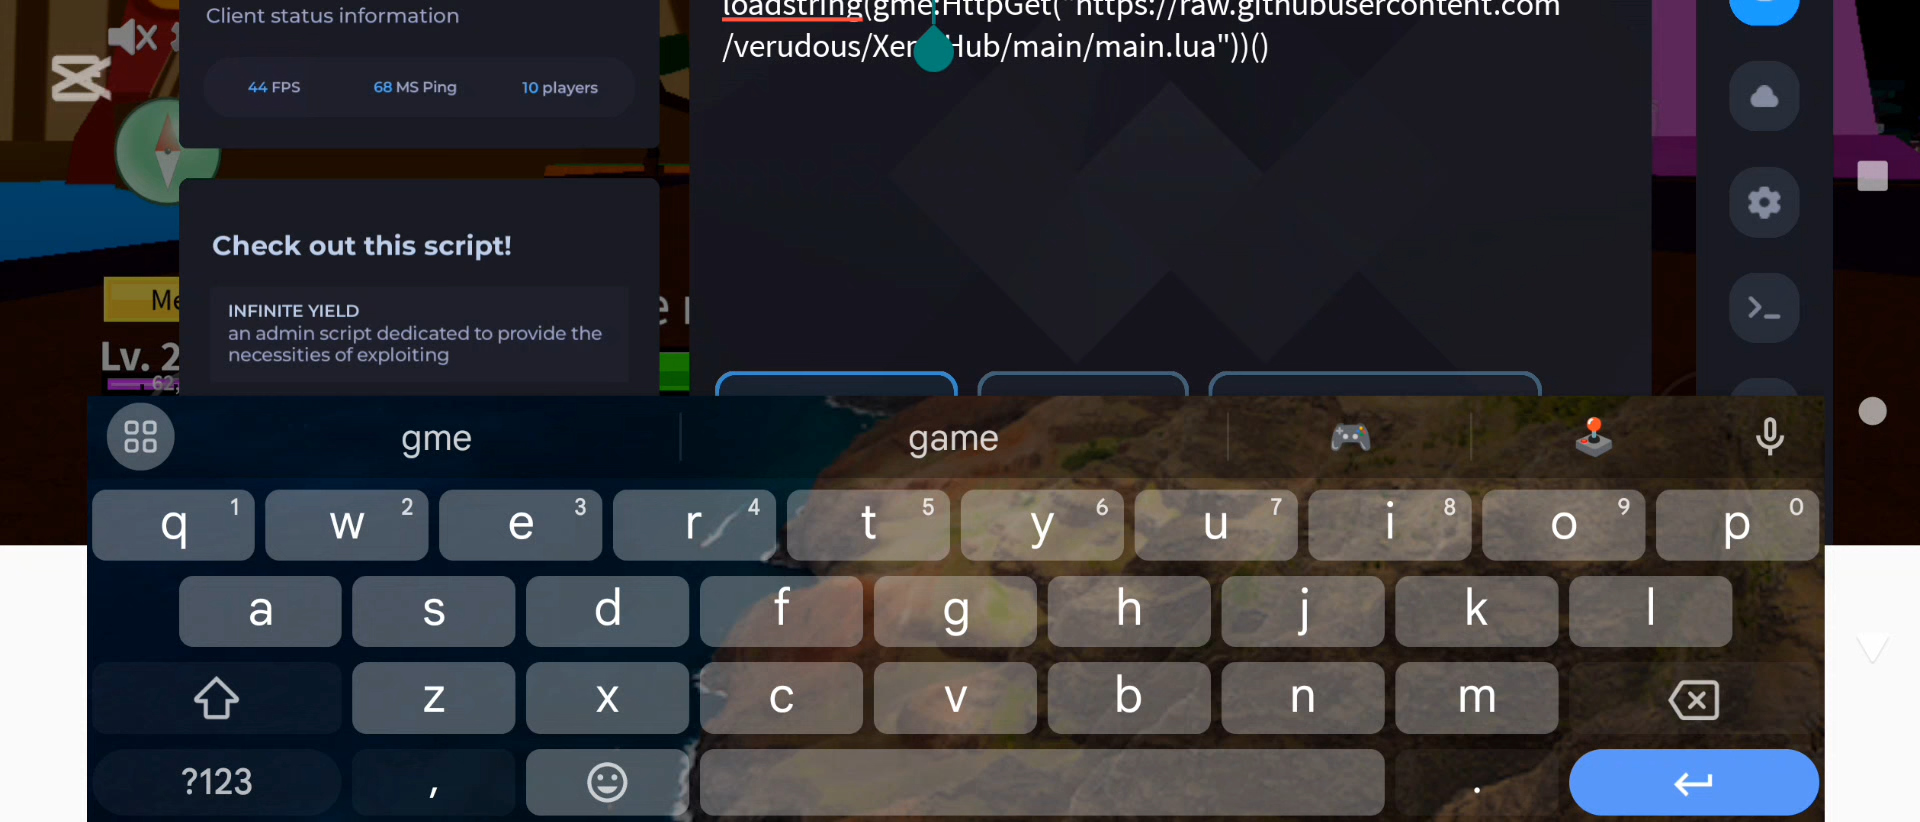 Client status information
44 FPS
68 MS Ping
10 players
Check out this script!
INFINITE YIELD
an admin script dedicated to provide the
necessities of exploiting
Lv. 2
loadstring(gme:HttpGet("https://raw.githubusercontent.com
/verudous/Xer Hub/main/main.lua"))()
gme
game
q 1 w 2 e 3 r 4 t 5 y 6 u 7 i 8 o 9 p 0
a s d f g h j k l
z x c v b n m
?123 , .